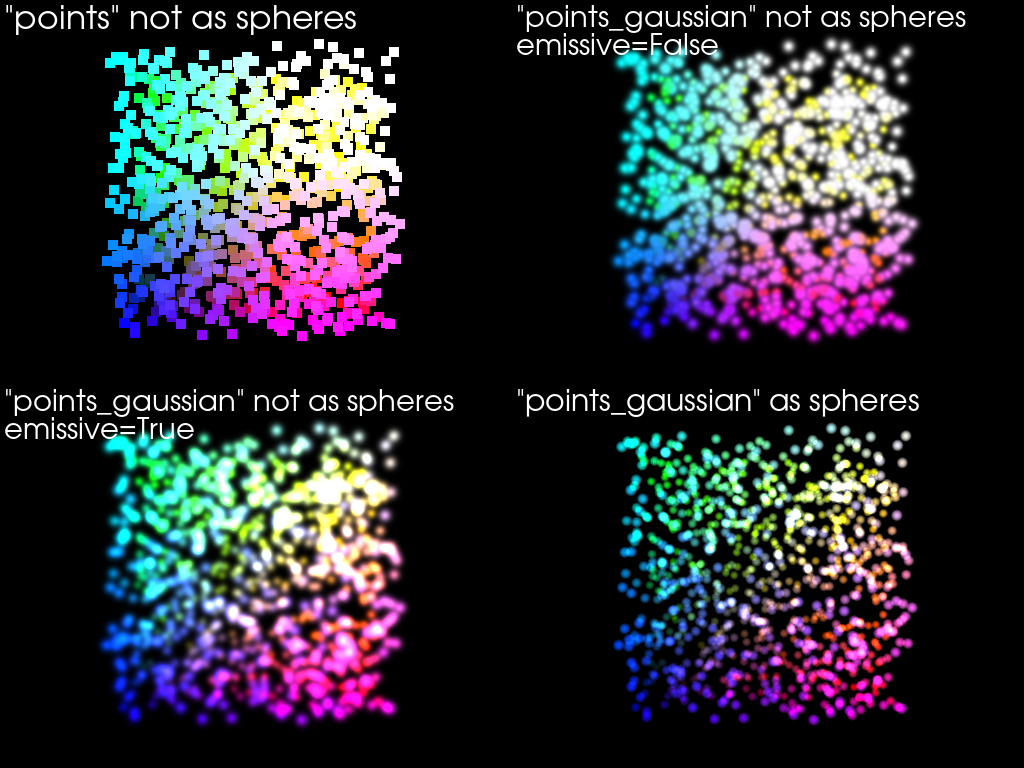 "points" not as spheres
"points_gaussian" not as spheres
emissive=False
"points_gaussian" not as spheres
emissive=True
"points_gaussian" as spheres